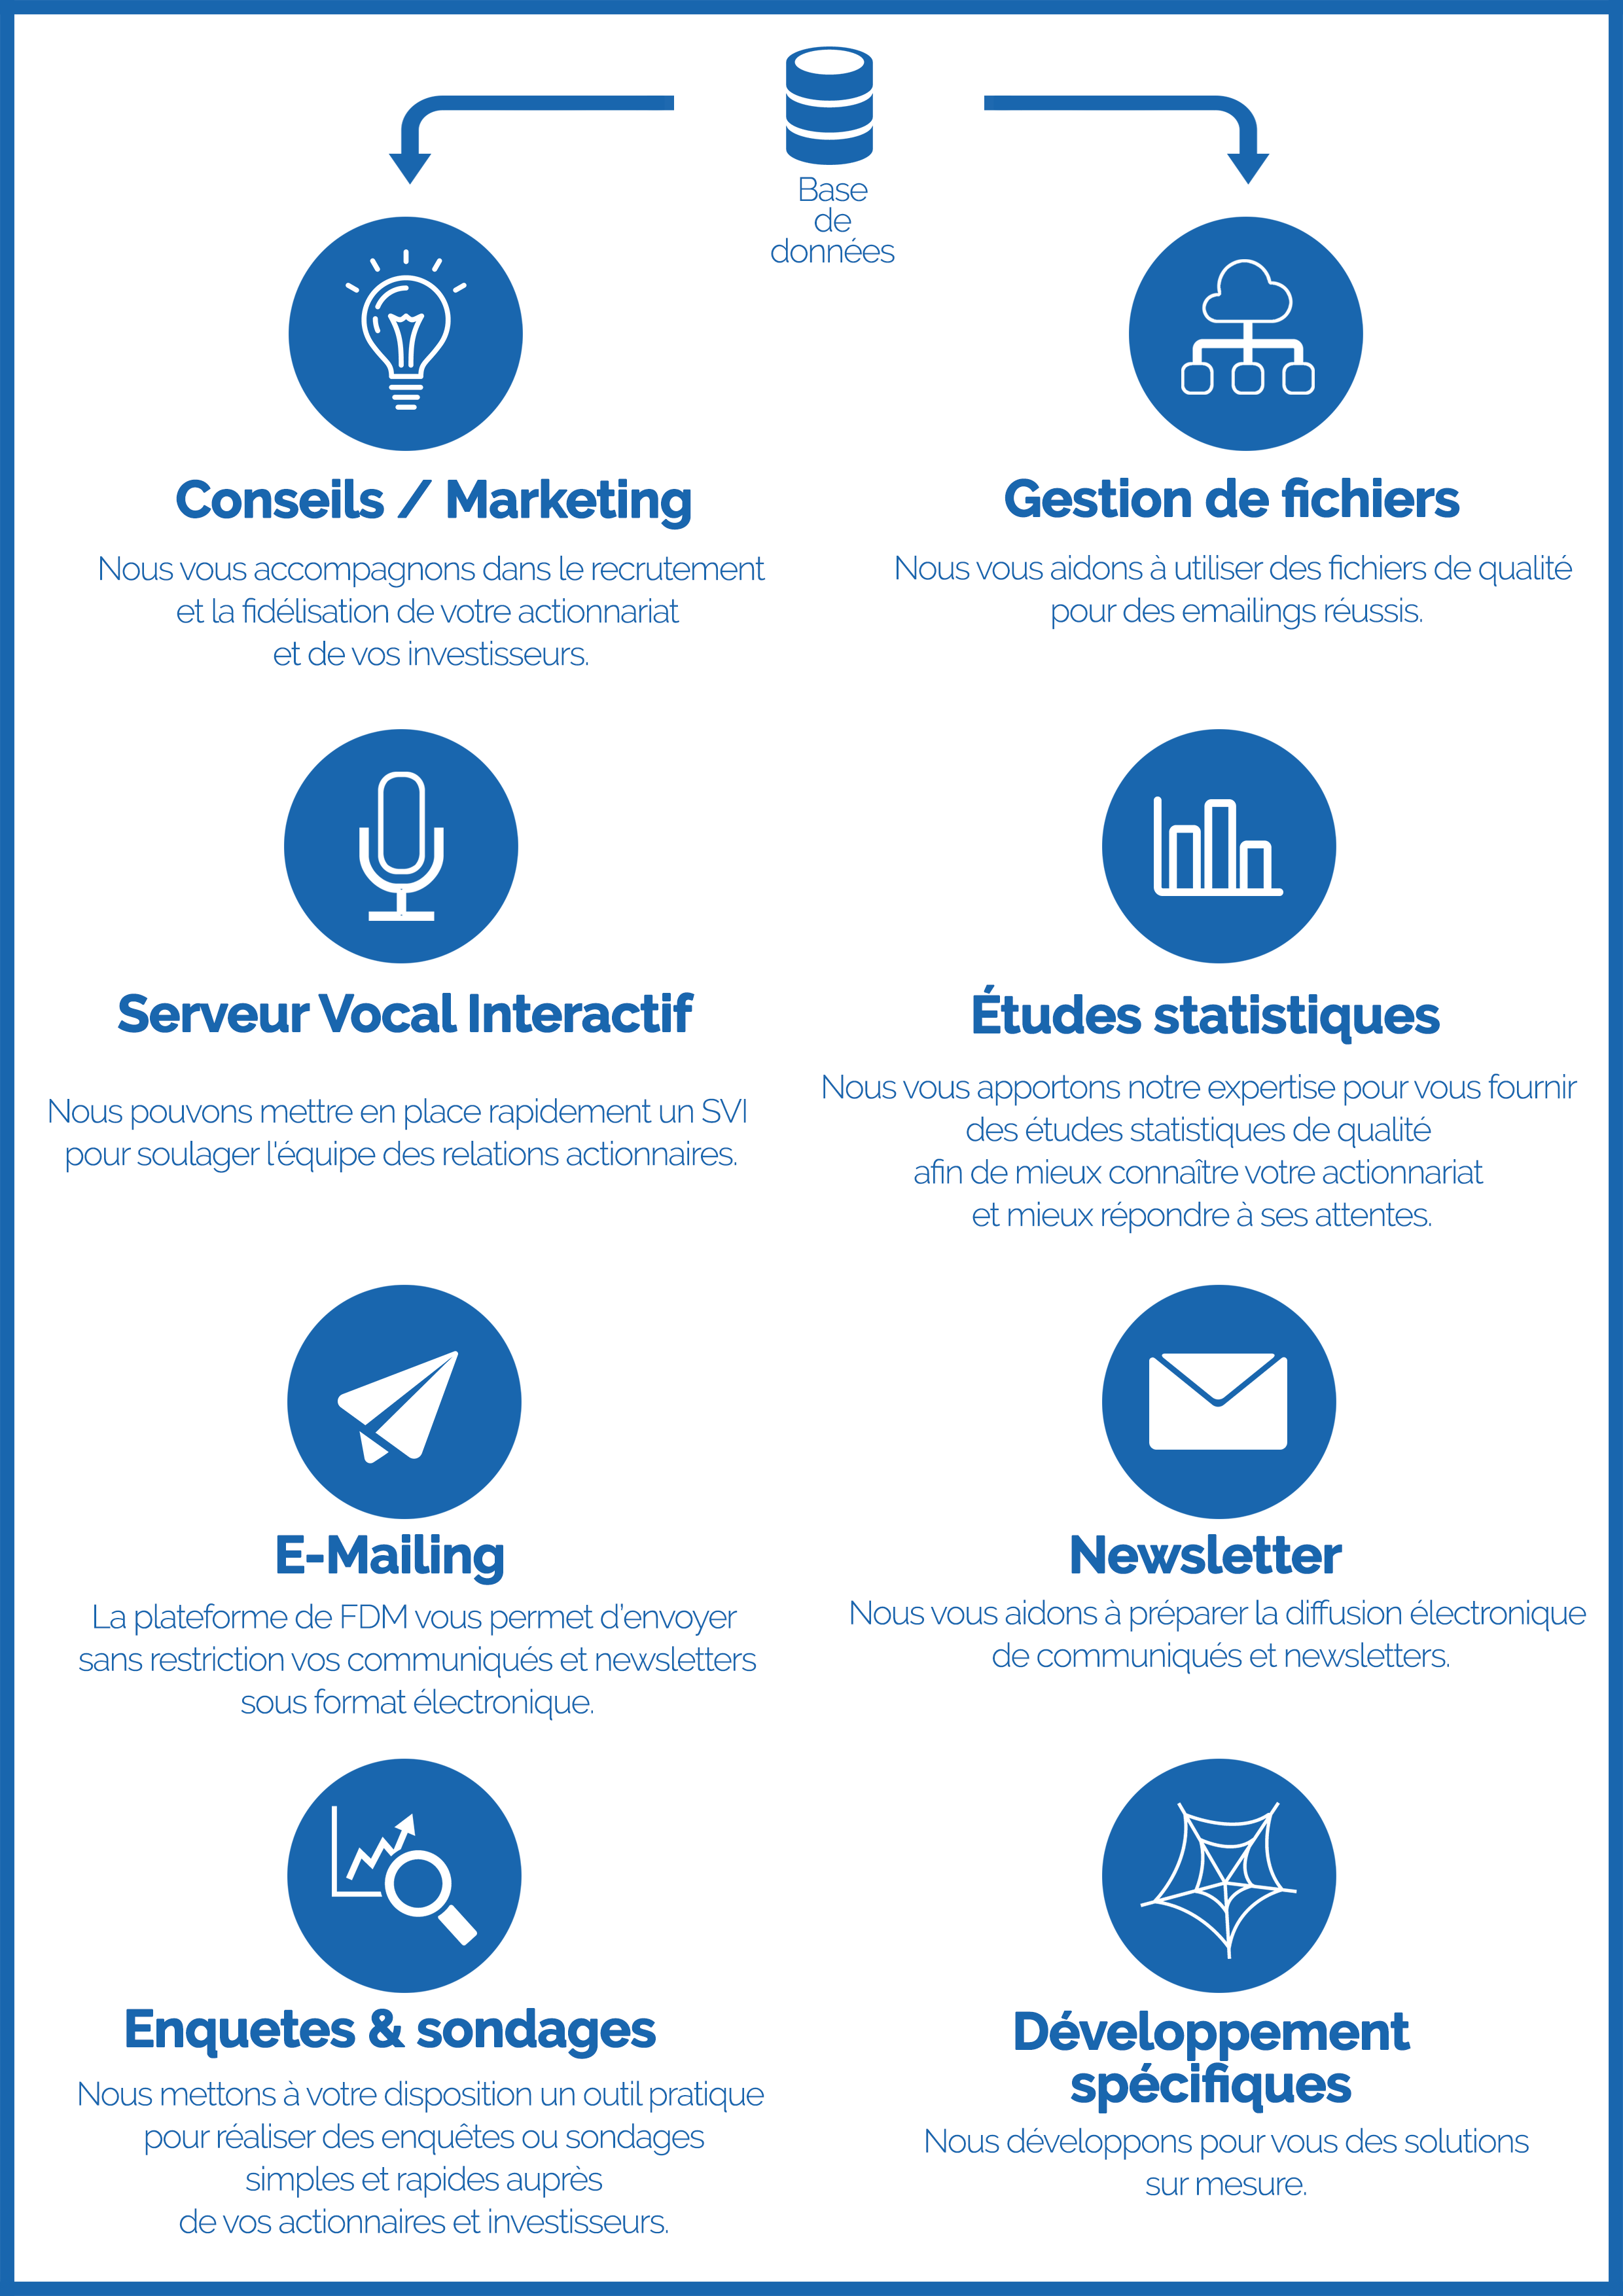 Base
de
données
Conseils / Marketing
Nous vous accompagnons dans le recrutement
et la fidélisation de votre actionnariat
et de vos investisseurs.
Gestion de fichiers
Nous vous aidons à utiliser des fichiers de qualité
pour des emailings réussis.
Serveur Vocal Interactif
Nous pouvons mettre en place rapidement un SVI
pour soulager l'équipe des relations actionnaires.
Études statistiques
Nous vous apportons notre expertise pour vous fournir
des études statistiques de qualité
afin de mieux connaître votre actionnariat
et mieux répondre à ses attentes.
E-Mailing
La plateforme de FDM vous permet d’envoyer
sans restriction vos communiqués et newsletters
sous format électronique.
Newsletter
Nous vous aidons à préparer la diffusion électronique
de communiqués et newsletters.
Enquetes & sondages
Nous mettons à votre disposition un outil pratique
pour réaliser des enquêtes ou sondages
simples et rapides auprès
de vos actionnaires et investisseurs.
Développement
spécifiques
Nous développons pour vous des solutions
sur mesure.